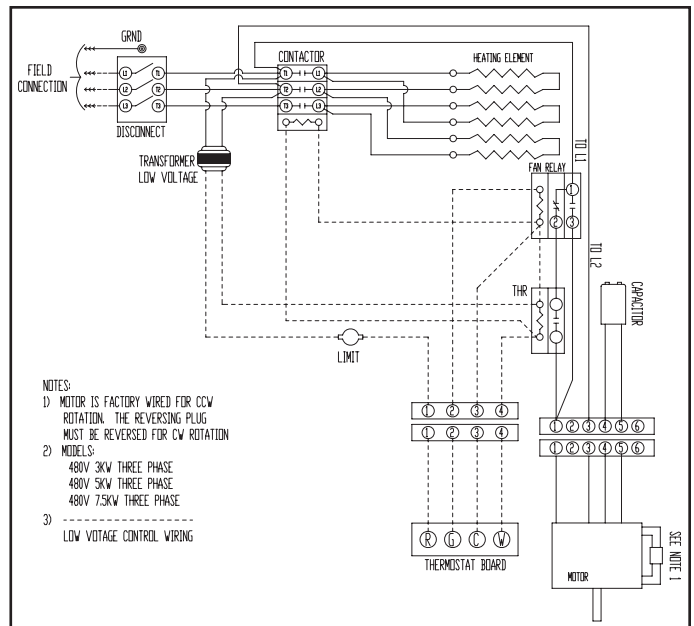 GRND
FIELD
CONNECTION
L1 T1
L2 T2
L3 T3
DISCONNECT
CONTACTOR
T1 L1
T2 L2
T3 L3
HEATING ELEMENT
TRANSFORMER
LOW VOLTAGE
FAN RELAY
1
2 3
TO L1
TO L2
THR
CAPACITOR
LIMIT
NOTES:
1) MOTOR IS FACTORY WIRED FOR CCW
ROTATION. THE REVERSING PLUG
MUST BE REVERSED FOR CW ROTATION
2) MODELS:
480V 3KW THREE PHASE
480V 5KW THREE PHASE
480V 7.5KW THREE PHASE
3) --------------------
LOW VOTAGE CONTROL WIRING
1 2 3 4
1 2 3 4
1 2 3 4 5 6
1 2 3 4 5 6
R G C W
THERMOSTAT BOARD
MOTOR
SEE NOTE 1